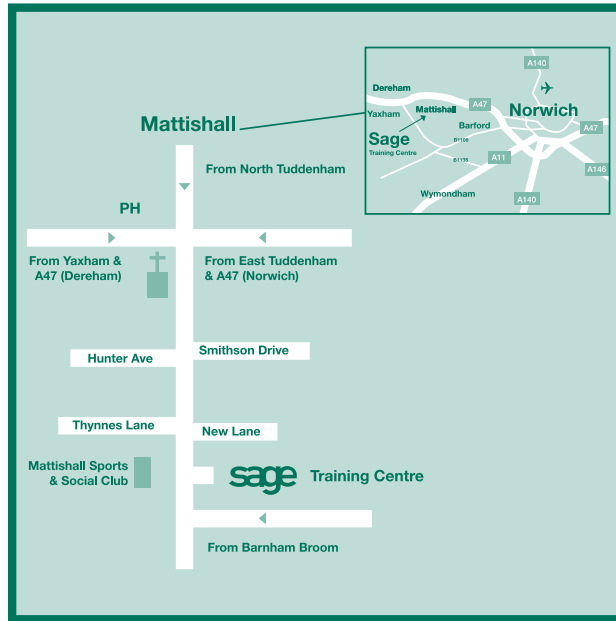 Mattishall
From North Tuddenham
PH
From Yaxham &
A47 (Dereham)
From East Tuddenham
& A47 (Norwich)
Hunter Ave
Smithson Drive
Thynnes Lane
New Lane
Mattishall Sports
& Social Club
sage Training Centre
From Barnham Broom
A140
Dereham
A47
Mattishall
Norwich
Yaxham
Barford
A47
Sage
Training Centre
B1108
B1135
A11
A146
Wymondham
A140